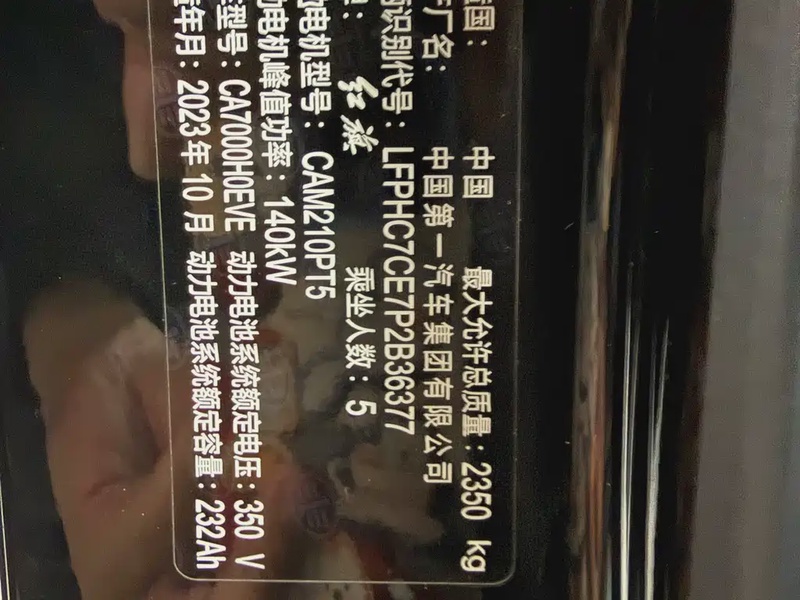 造国: 中国 最大允许总质量: 2350 kg
产厂名: 中国第一汽车集团有限公司
识别代号: LFPHC7CE7P2B36377
: 红旗 乘坐人数: 5
电机型号: CAM210PT5
电机峰值功率: 140kW
型号: CA7000H0EVE 动力电池系统额定电压: 350 V
造年月: 2023年10月 动力电池系统额定容量: 232Ah